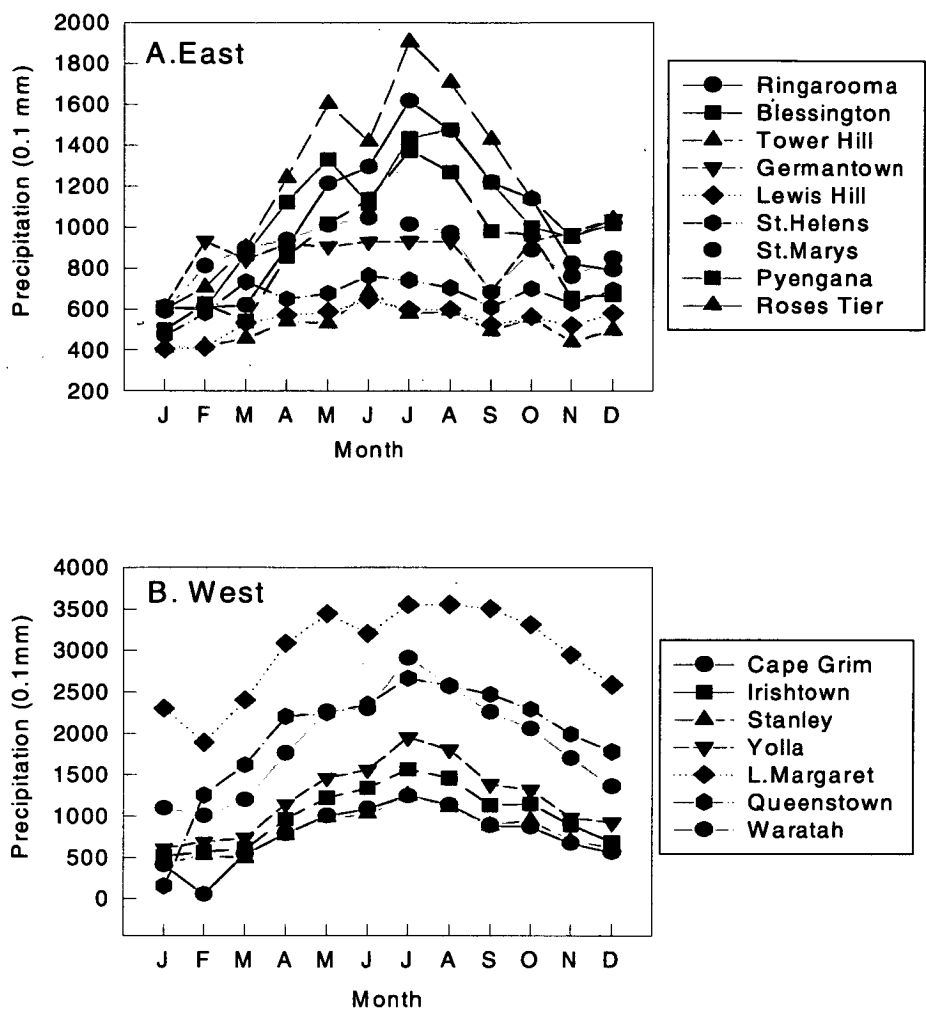 A.East
Precipitation (0.1 mm)
2000
1800
1600
1400
1200
1000
800
600
400
200
J F M A M J J A S O N D
Month
Ringarooma
Blessington
Tower Hill
Germantown
Lewis Hill
St.Helens
St.Marys
Pyengana
Roses Tier
B. West
Precipitation (0.1mm)
4000
3500
3000
2500
2000
1500
1000
500
0
J F M A M J J A S O N D
Month
Cape Grim
Irishtown
Stanley
Yolla
L.Margaret
Queenstown
Waratah